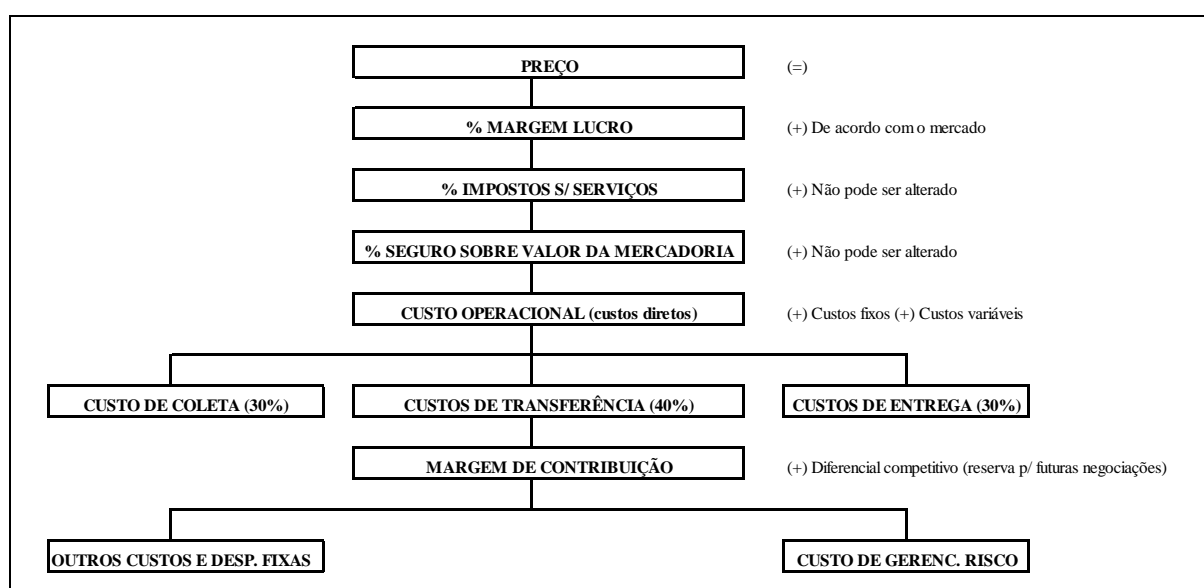 PREÇO (=)
% MARGEM LUCRO (+) De acordo com o mercado
% IMPOSTOS S/ SERVIÇOS (+) Não pode ser alterado
% SEGURO SOBRE VALOR DA MERCADORIA (+) Não pode ser alterado
CUSTO OPERACIONAL (custos diretos) (+) Custos fixos (+) Custos variáveis
CUSTO DE COLETA (30%) CUSTOS DE TRANSFERÊNCIA (40%) CUSTOS DE ENTREGA (30%)
MARGEM DE CONTRIBUIÇÃO (+) Diferencial competitivo (reserva p/ futuras negociações)
OUTROS CUSTOS E DESP. FIXAS CUSTO DE GERENC. RISCO